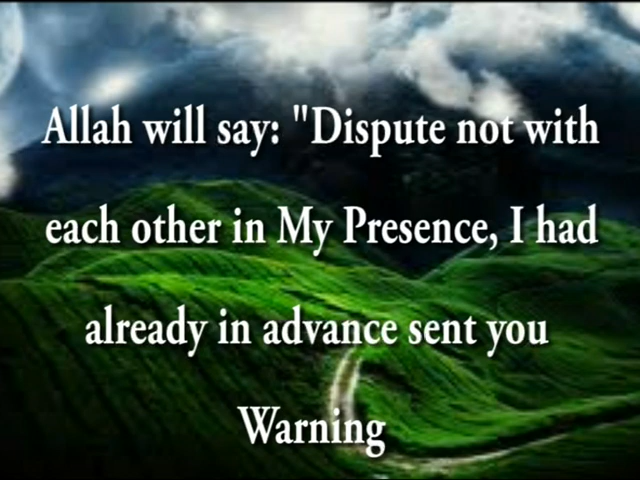 Allah will say: "Dispute not with
each other in My Presence, I had
already in advance sent you
Warning